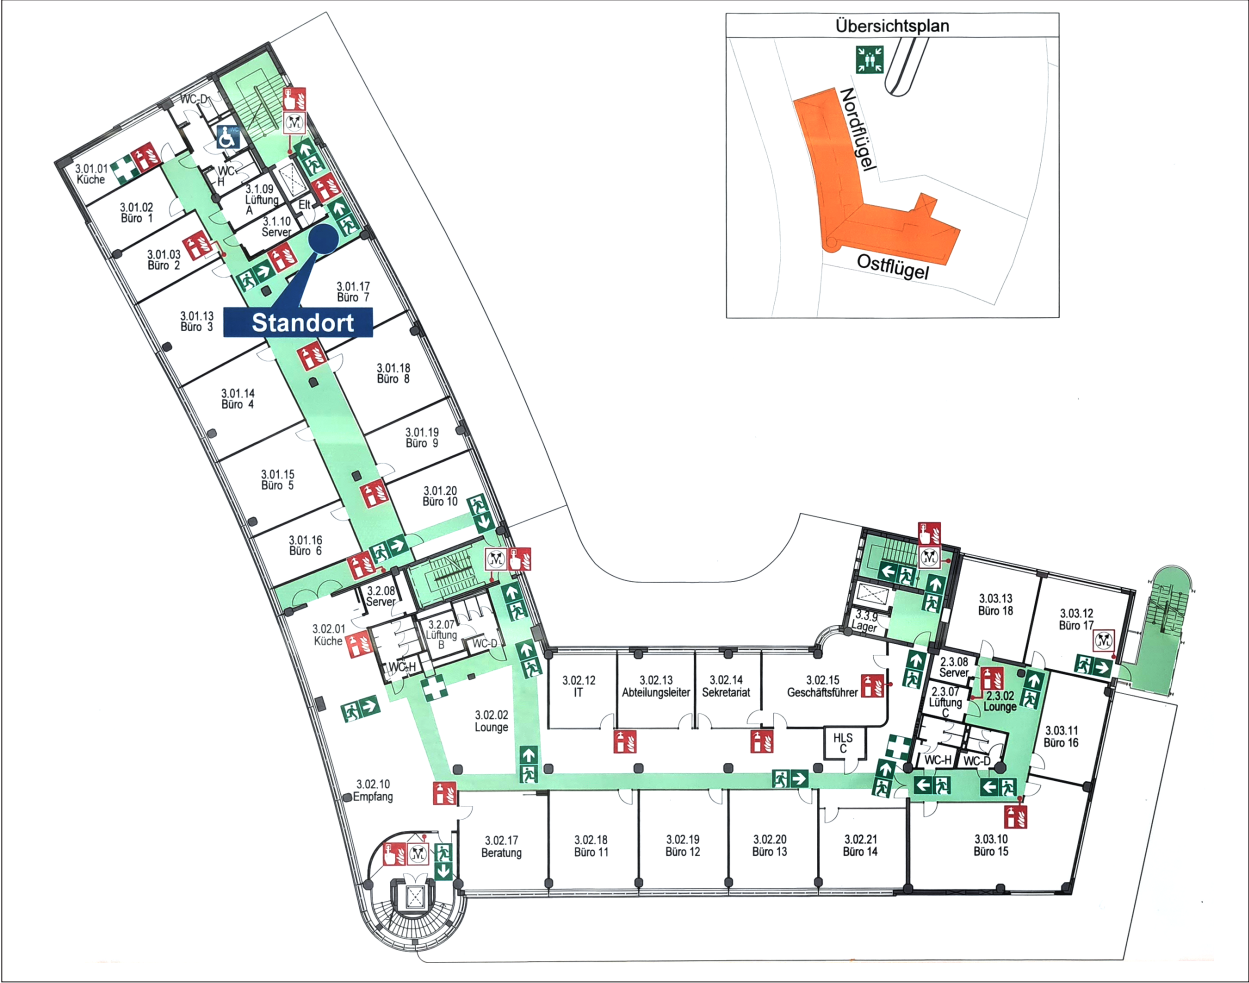 Übersichtsplan
Nordflügel
Ostflügel
WC-D
WC-
H
3.01.01
Küche
3.1.09
Lüftung
A
Elt
3.01.02
Büro 1
3.1.10
Server
3.01.03
Büro 2
3.01.17
Büro 7
3.01.13
Büro 3
Standort
3.01.18
Büro 8
3.01.14
Büro 4
3.01.19
Büro 9
3.01.15
Büro 5
3.01.20
Büro 10
3.01.16
Büro 6
3.2.08
Server
3.02.01
Küche
3.2.07
Lüftung
B
WC-D
WC-H
3.3.9
Lager
3.03.13
Büro 18
3.03.12
Büro 17
3.02.12
IT
3.02.13
Abteilungsleiter
3.02.14
Sekretariat
3.02.15
Geschäftsführer
2.3.08
Server
2.3.07
Lüftung
C
2.3.02
Lounge
3.02.02
Lounge
HLS
C
WC-H
WC-D
3.03.11
Büro 16
3.02.10
Empfang
3.02.17
Beratung
3.02.18
Büro 11
3.02.19
Büro 12
3.02.20
Büro 13
3.02.21
Büro 14
3.03.10
Büro 15